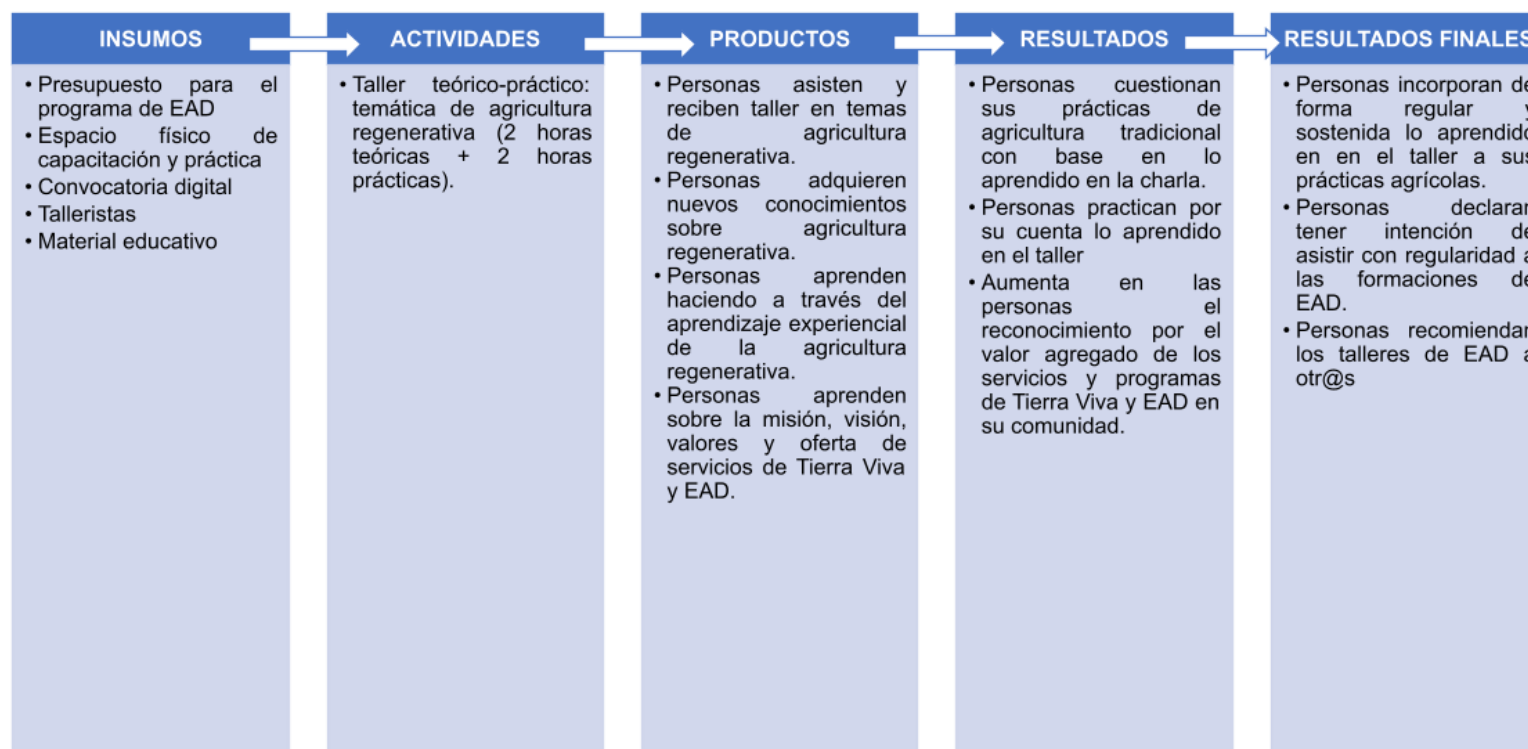 INSUMOS
• Presupuesto para el
programa de EAD
• Espacio físico de
capacitación y práctica
• Convocatoria digital
• Talleristas
• Material educativo
ACTIVIDADES
• Taller teórico-práctico:
temática de agricultura
regenerativa (2 horas
teóricas + 2 horas
prácticas).
PRODUCTOS
• Personas asisten y
reciben taller en temas
de agricultura
regenerativa.
• Personas adquieren
nuevos conocimientos
sobre agricultura
regenerativa.
• Personas aprenden
haciendo a través del
aprendizaje experiencial
de la agricultura
regenerativa.
• Personas aprenden
sobre la misión, visión,
valores y oferta de
servicios de Tierra Viva
y EAD.
RESULTADOS
• Personas cuestionan
sus prácticas de
agricultura tradicional
con base en lo
aprendido en la charla.
• Personas practican por
su cuenta lo aprendido
en el taller
• Aumenta en las
personas el
reconocimiento por el
valor agregado de los
servicios y programas
de Tierra Viva y EAD en
su comunidad.
RESULTADOS FINALES
• Personas incorporan de
forma regular y
sostenida lo aprendido
en en el taller a sus
prácticas agrícolas.
• Personas declaran
tener intención de
asistir con regularidad a
las formaciones de
EAD.
• Personas recomiendan
los talleres de EAD a
otr@s